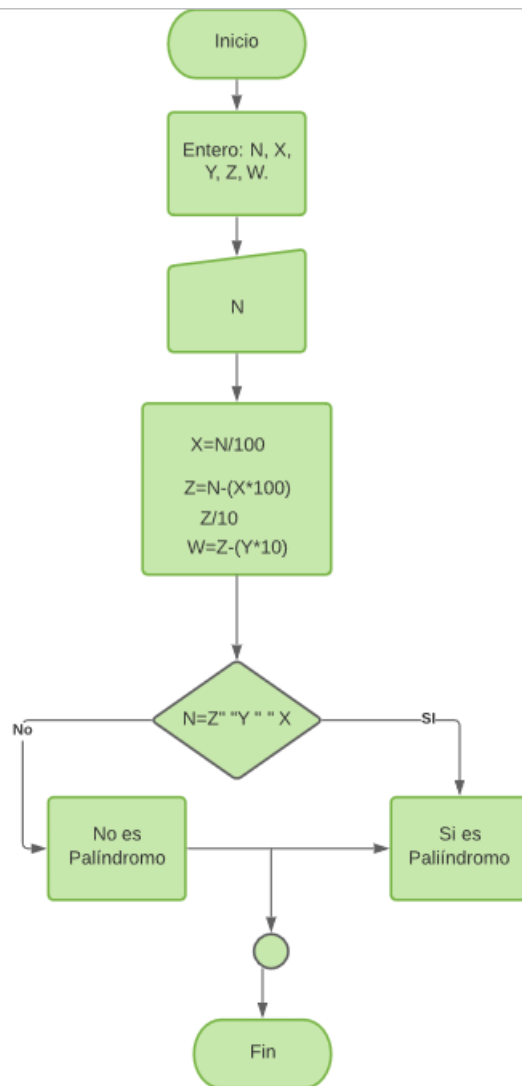 Inicio
Entero: N, X,
Y, Z, W.
N
X=N/100
Z=N-(X*100)
Z/10
W=Z-(Y*10)
N=Z" "Y " " X
No
SI
No es
Palíndromo
Si es
Paliíndromo
Fin